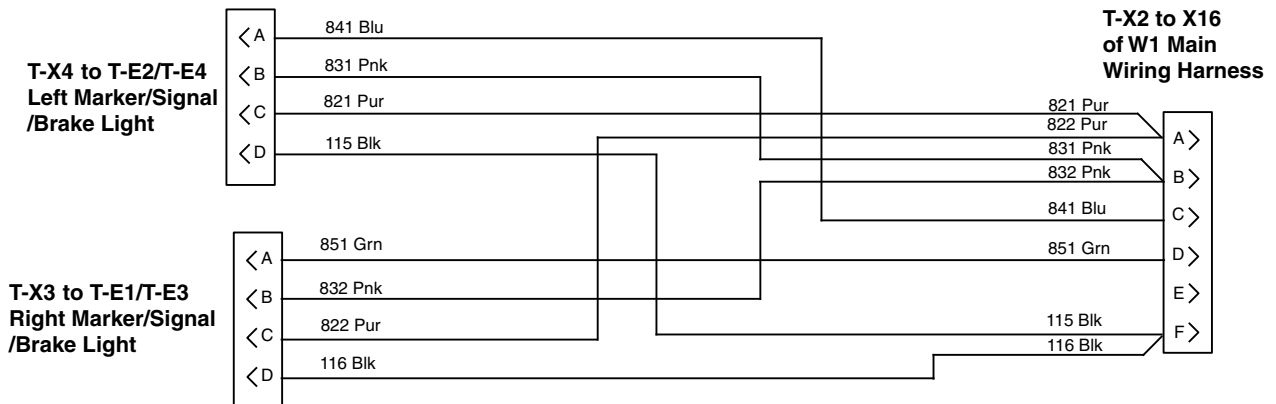 T-X4 to T-E2/T-E4
Left Marker/Signal
/Brake Light
A
B
C
D
841 Blu
831 Pnk
821 Pur
115 Blk
T-X3 to T-E1/T-E3
Right Marker/Signal
/Brake Light
A
B
C
D
851 Grn
832 Pnk
822 Pur
116 Blk
T-X2 to X16
of W1 Main
Wiring Harness
821 Pur
822 Pur
831 Pnk
832 Pnk
841 Blu
851 Grn
115 Blk
116 Blk
A
B
C
D
E
F